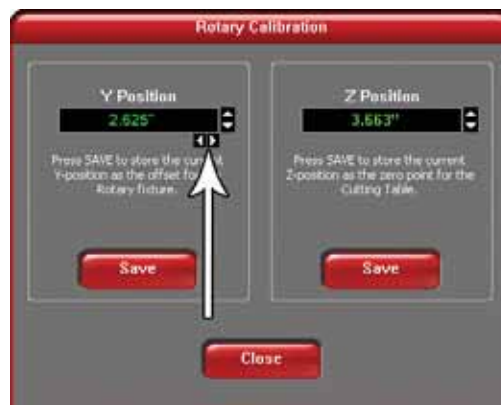 Rotary Calibration
Y Position
2.625"
Press SAVE to store the current
Y-position as the offset for
Rotary fixture.
Save
Z Position
3.663"
Press SAVE to store the current
Z-position as the zero point for the
Cutting Table.
Save
Close